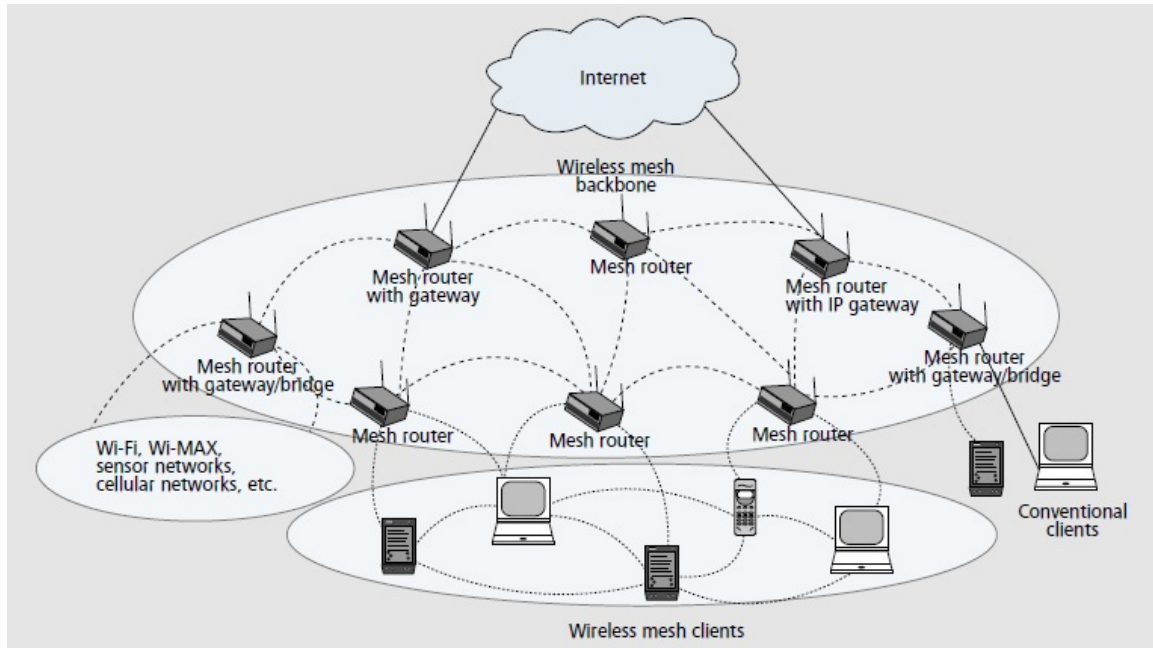 Internet
Wireless mesh
backbone
Mesh router
with gateway
Mesh router
Mesh router
with IP gateway
Mesh router
with gateway/bridge
Mesh router
with gateway/bridge
Mesh router
Mesh router
Mesh router
Wi-Fi, Wi-MAX,
sensor networks,
cellular networks, etc.
Conventional
clients
Wireless mesh clients